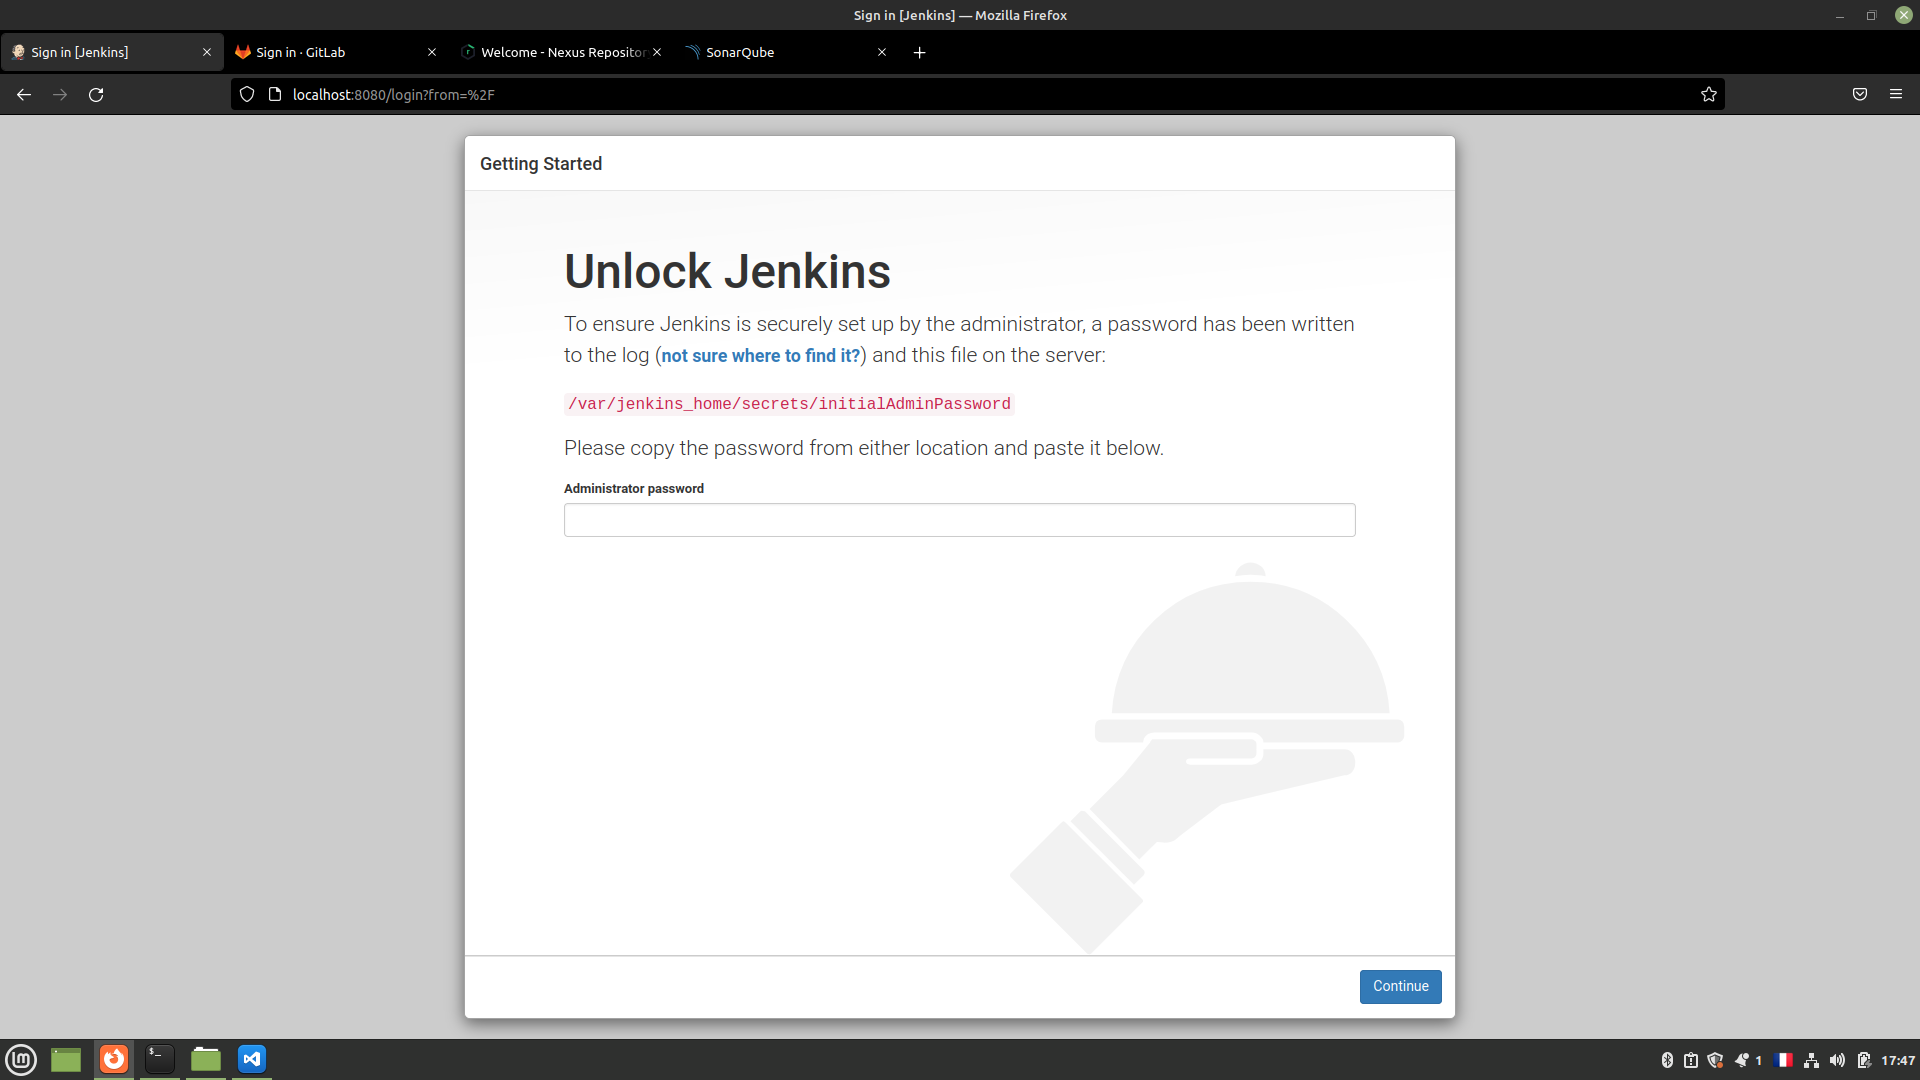 Sign in [Jenkins] — Mozilla Firefox
Sign in [Jenkins]
Sign in · GitLab
Welcome - Nexus Repositor
SonarQube
localhost:8080/login?from=%2F
Getting Started
Unlock Jenkins
To ensure Jenkins is securely set up by the administrator, a password has been written
to the log (not sure where to find it?) and this file on the server:
/var/jenkins_home/secrets/initialAdminPassword
Please copy the password from either location and paste it below.
Administrator password
Continue
1
17:47